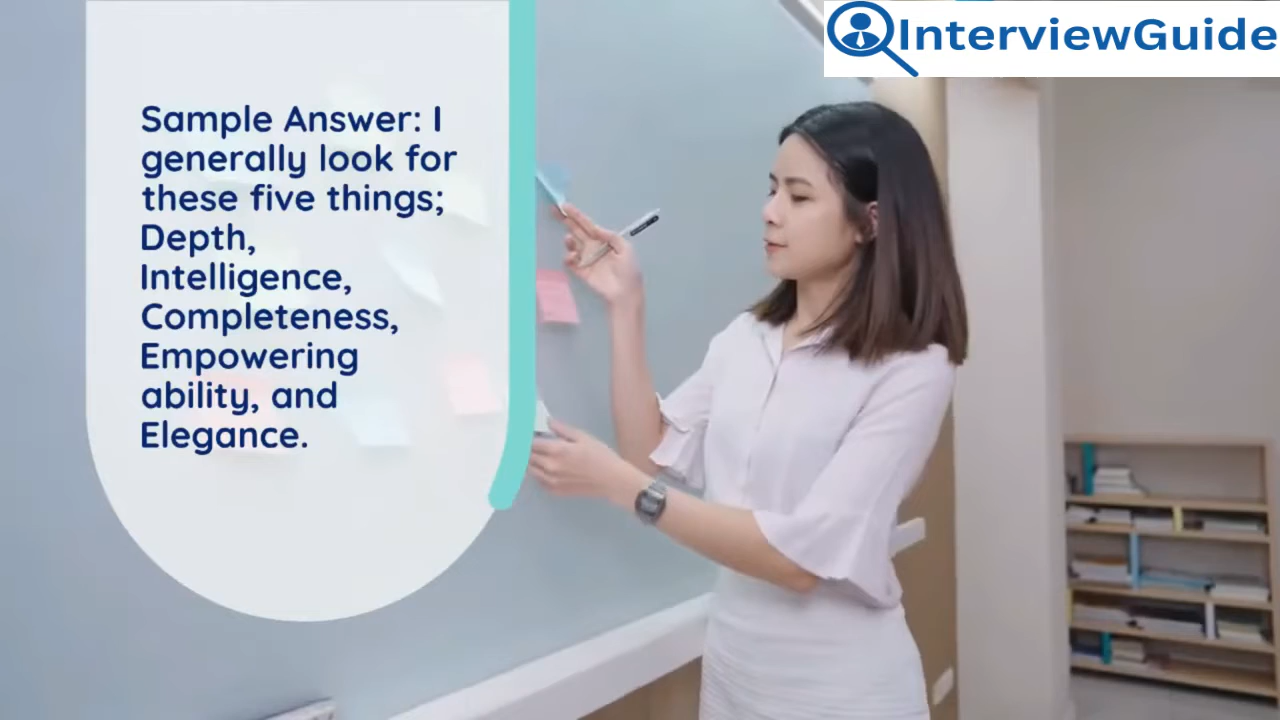 InterviewGuide
Sample Answer: I
generally look for
these five things;
Depth,
Intelligence,
Completeness,
Empowering
ability, and
Elegance.